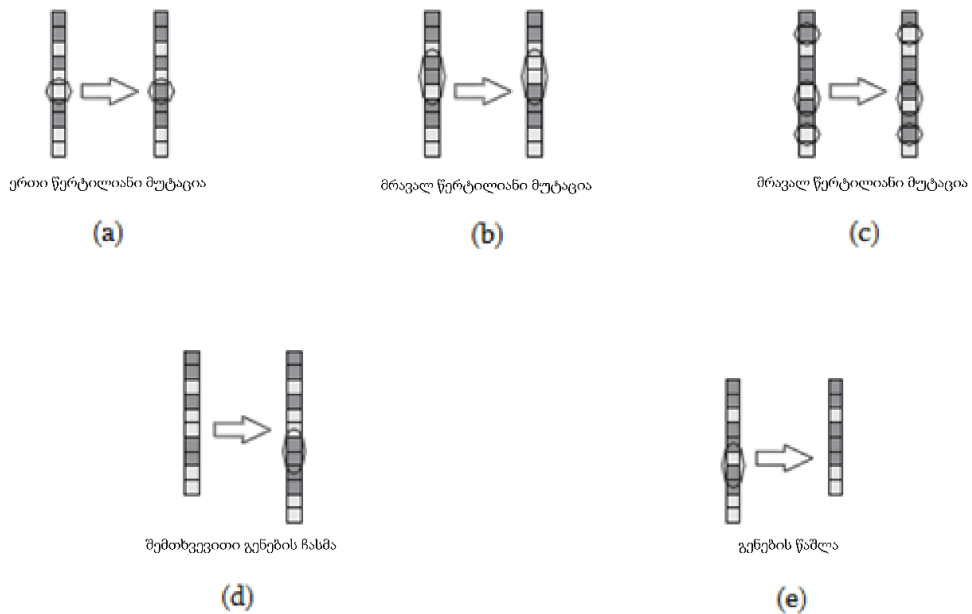 ერთი წერტილიანი მუტაცია
მრავალ წერტილიანი მუტაცია
მრავალ წერტილიანი მუტაცია
(a)
(b)
(c)
შემთხვევითი გენების ჩასმა
გენების წაშლა
(d)
(e)